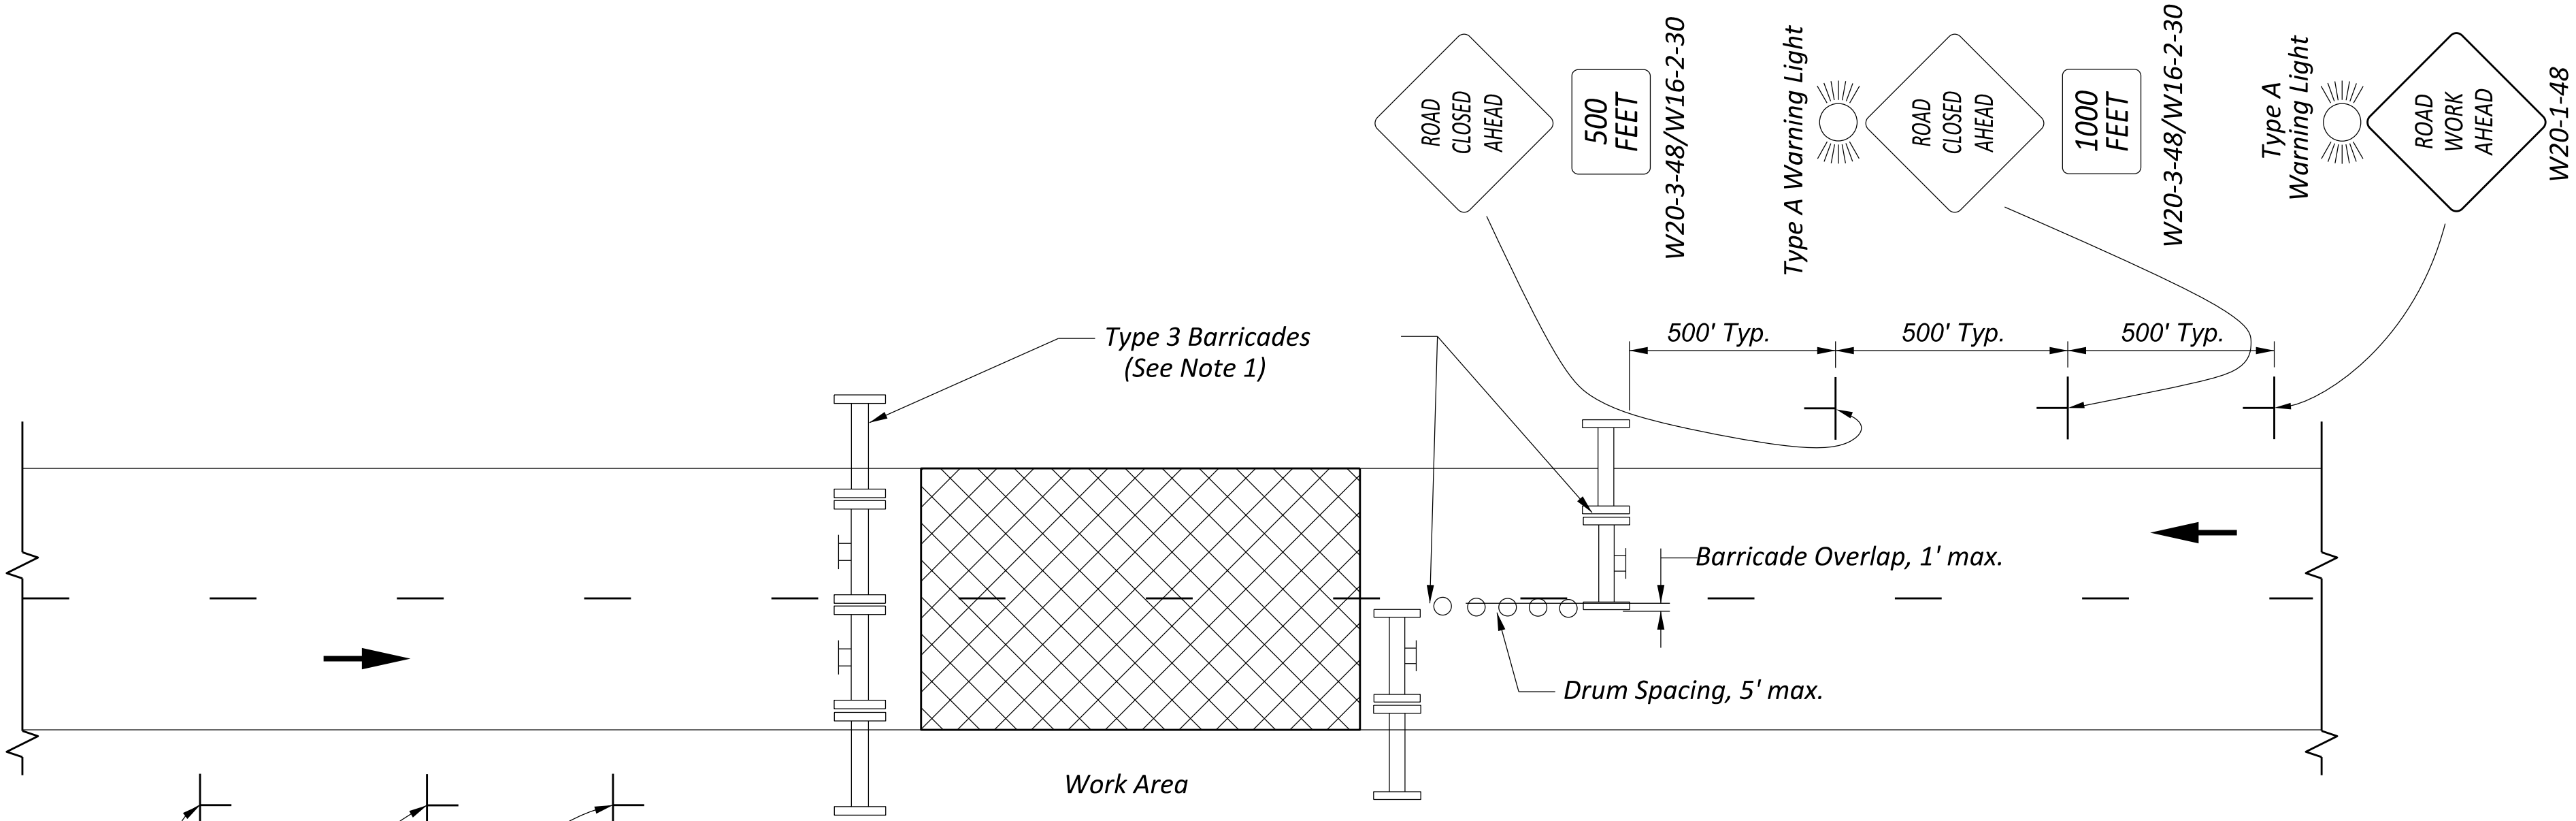 ROAD
CLOSED
AHEAD
500
FEET
W20-3-48/W16-2-30
Type A Warning Light
ROAD
CLOSED
AHEAD
1000
FEET
W20-3-48/W16-2-30
Type A
Warning Light
ROAD
WORK
AHEAD
W20-1-48
Type 3 Barricades
(See Note 1)
500' Typ.
500' Typ.
500' Typ.
Barricade Overlap, 1' max.
Drum Spacing, 5' max.
Work Area